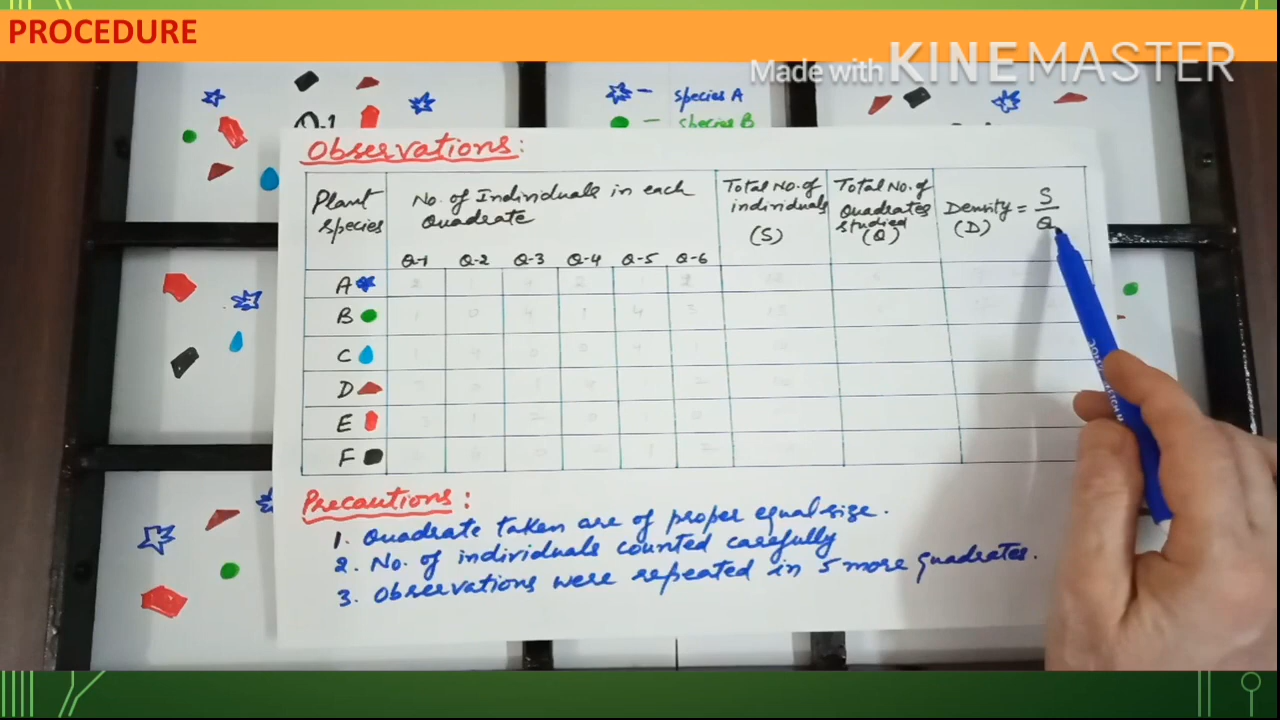 PROCEDURE
Made with KINEMASTER
Q-1
species A
species B
Observations:
Plant Species
No. of Individuals in each Quadrate
Total No. of individuals (S)
Total No. of Quadrates studied (Q)
Density (D) = S/Q
Q-1 Q-2 Q-3 Q-4 Q-5 Q-6
A
B
C
D
E
F
Precautions:
1. Quadrate taken are of proper equal size.
2. No. of individuals counted carefully
3. Observations were repeated in 5 more quadrates.